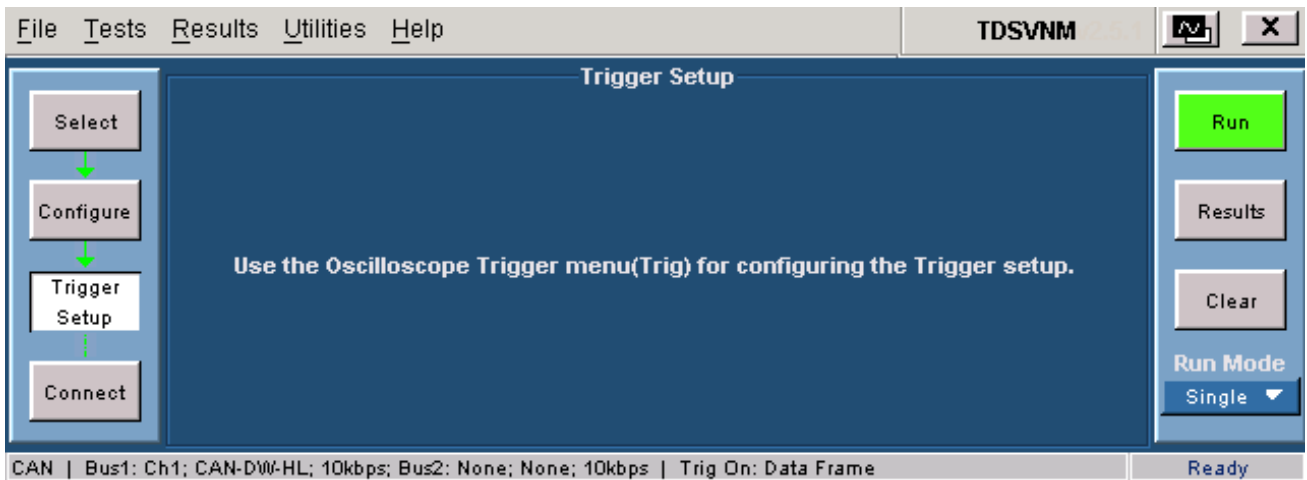 File Tests Results Utilities Help TDSVNM
Trigger Setup
Select
Configure
Trigger
Setup
Connect
Use the Oscilloscope Trigger menu(Trig) for configuring the Trigger setup.
Run
Results
Clear
Run Mode
Single
CAN | Bus1: Ch1; CAN-DW-HL; 10kbps; Bus2: None; None; 10kbps | Trig On: Data Frame Ready